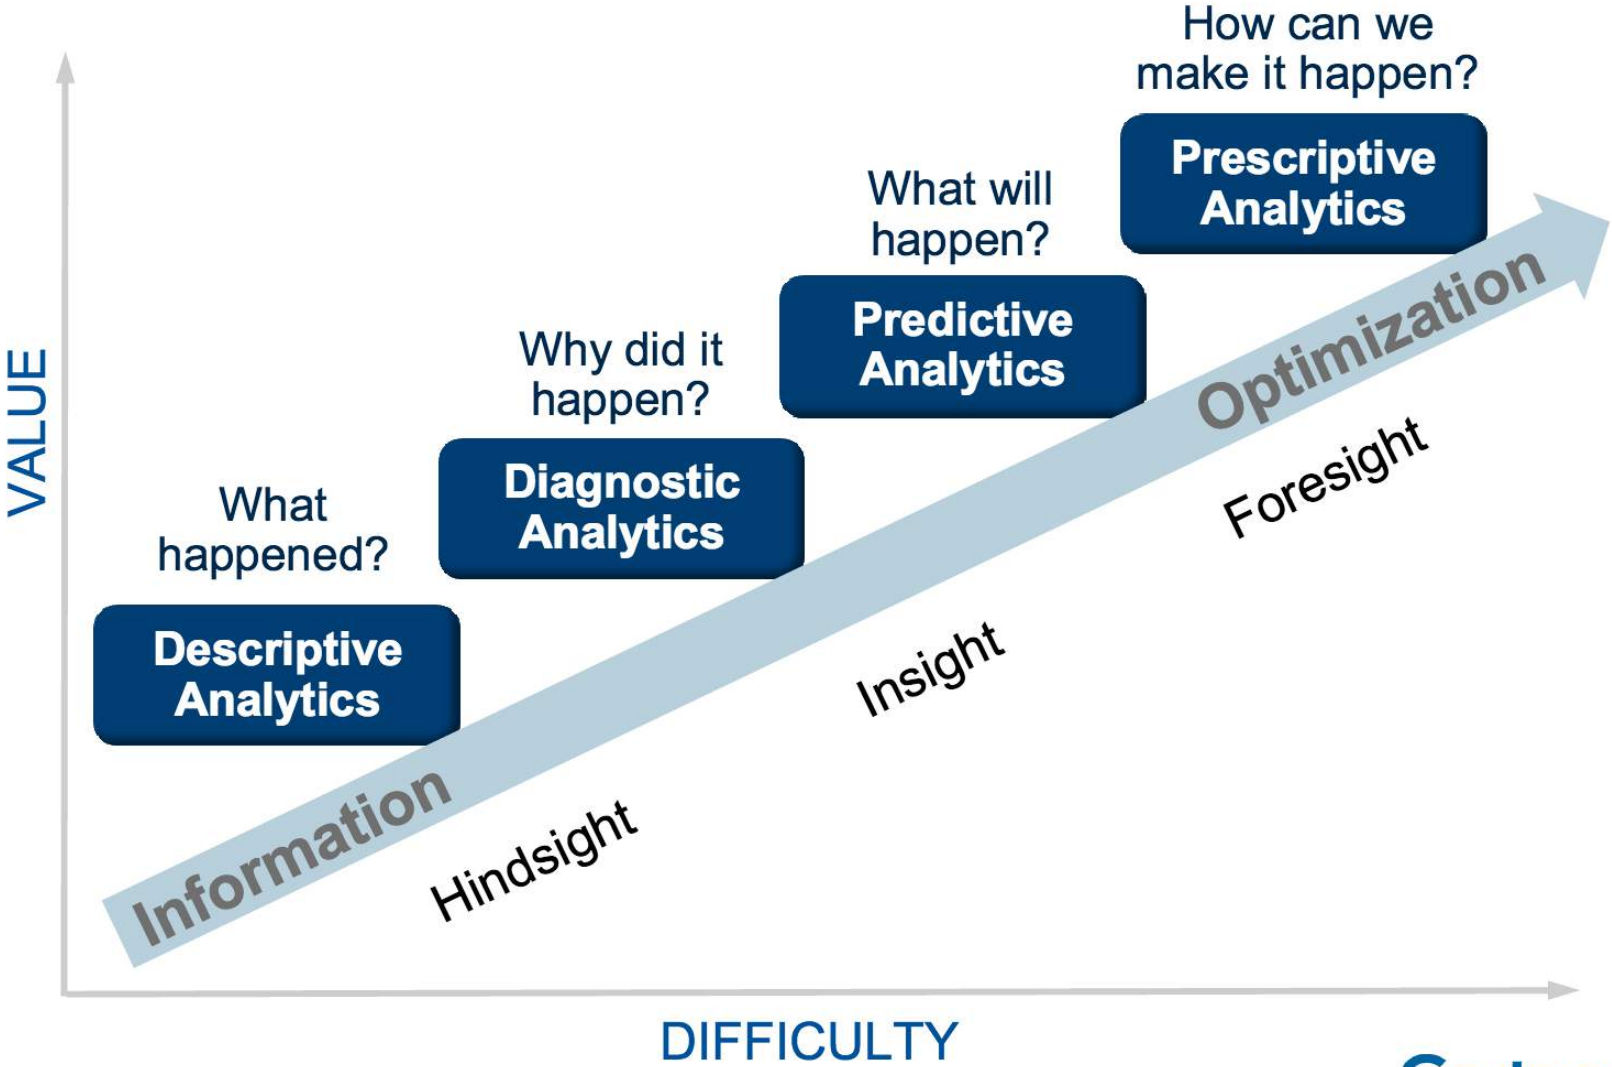 How can we
make it happen?
Prescriptive
Analytics
What will
happen?
Predictive
Analytics
Why did it
happen?
Diagnostic
Analytics
What
happened?
Descriptive
Analytics
VALUE
Information
Optimization
Hindsight
Insight
Foresight
DIFFICULTY